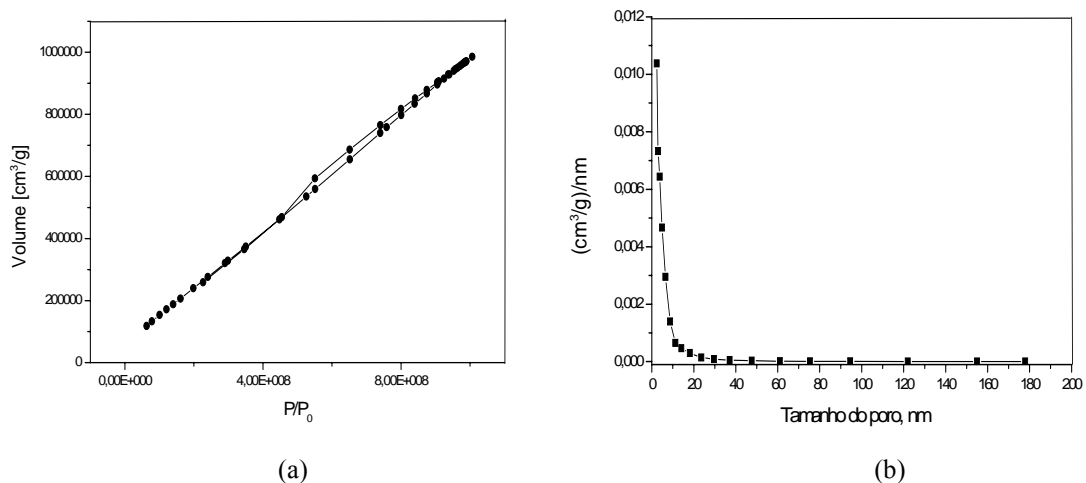 1000000
800000
600000
400000
200000
0
Volume [cm³/g]
0,00E+000 4,00E+008 8,00E+008
P/P₀
(a)
0,012
0,010
0,008
0,006
0,004
0,002
0,000
(cm³/g)/nm
0 20 40 60 80 100 120 140 160 180 200
Tamanho do poro, nm
(b)